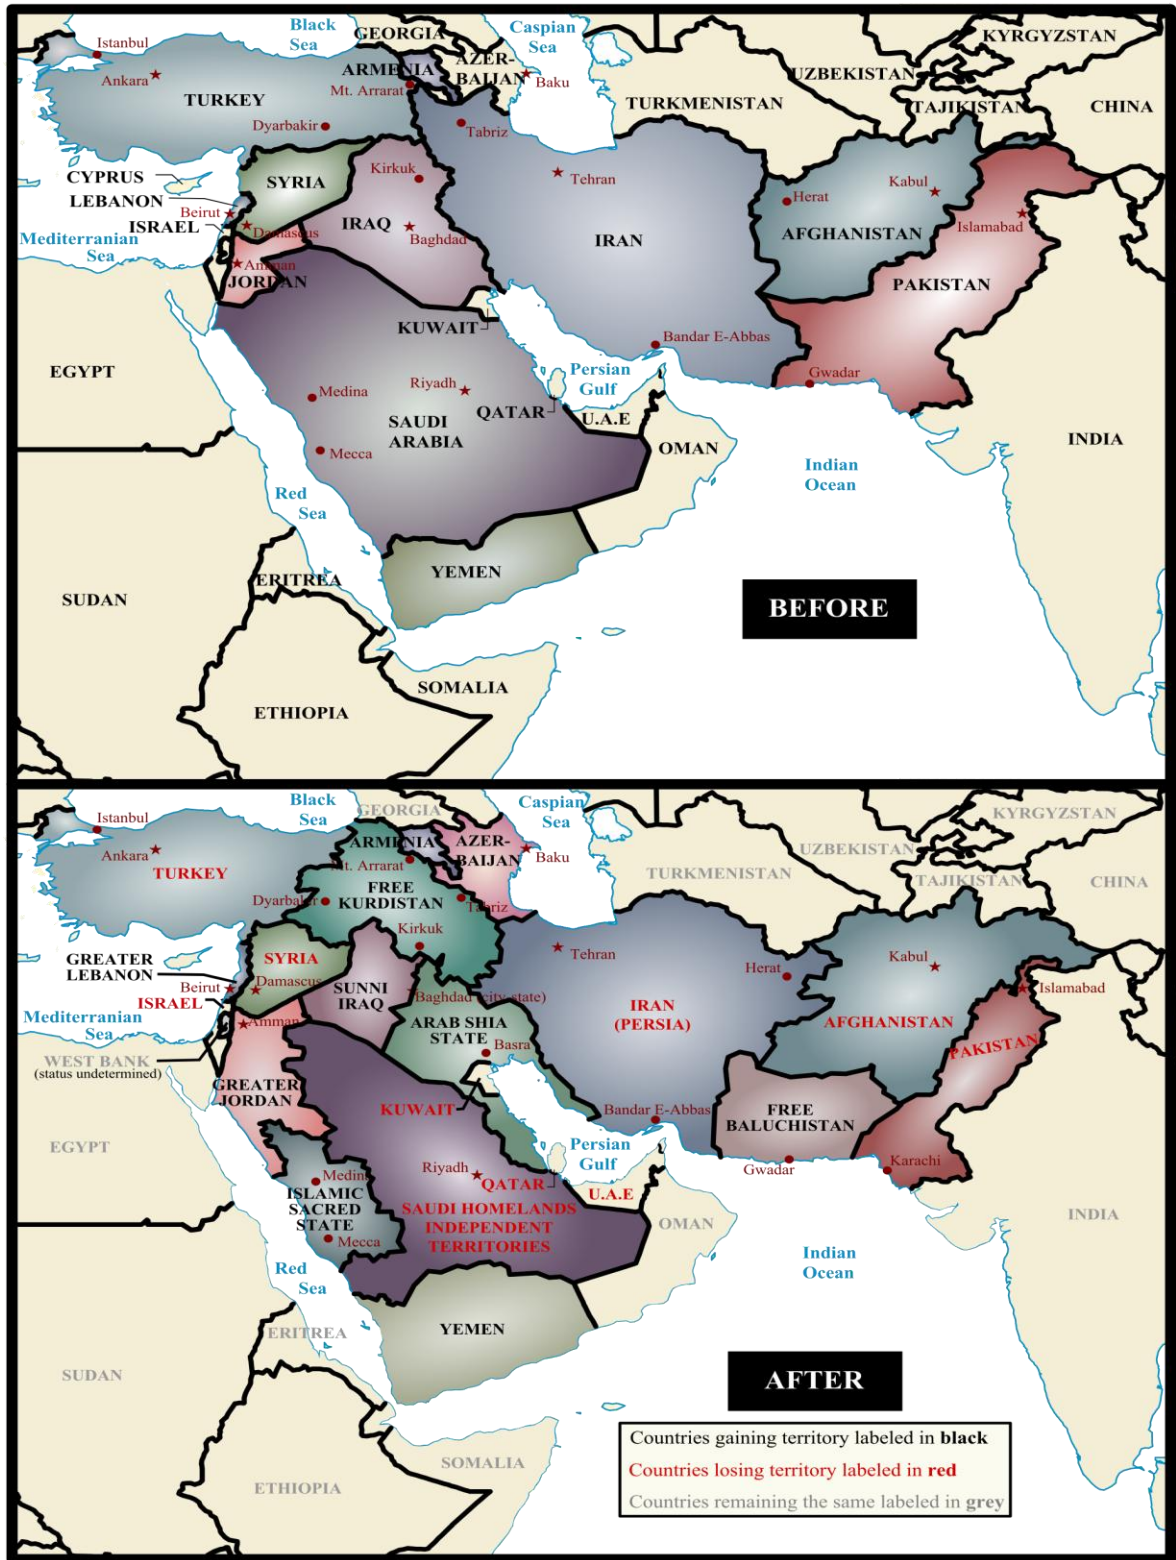 Black
Sea
GEORGIA
Caspian
Sea
KYRGYZSTAN
Istanbul
AZER-
BAIJAN
UZBEKISTAN
ARMENIA
Ankara
Baku
Mt. Arrarat
TURKEY
TURKMENISTAN
TAJIKISTAN
CHINA
Dyarbakir
Tabriz
CYPRUS
SYRIA
Kirkuk
Tehran
Kabul
LEBANON
Herat
Beirut
ISRAEL
Damascus
IRAQ
Baghdad
IRAN
AFGHANISTAN
Islamabad
Mediterranian
Sea
Amman
JORDAN
PAKISTAN
KUWAIT
Bandar E-Abbas
EGYPT
Persian
Gulf
Gwadar
Medina
Riyadh
QATAR
U.A.E
SAUDI
ARABIA
INDIA
OMAN
Mecca
Indian
Ocean
Red
Sea
YEMEN
ERITREA
SUDAN
BEFORE
SOMALIA
ETHIOPIA
Black
Sea
GEORGIA
Caspian
Sea
KYRGYZSTAN
Istanbul
ARMENIA
AZER-
BAIJAN
UZBEKISTAN
Ankara
Baku
Mt. Arrarat
TURKEY
TURKMENISTAN
TAJIKISTAN
CHINA
FREE
KURDISTAN
Dyarbakir
Tabriz
Kirkuk
GREATER
LEBANON
SYRIA
Tehran
Kabul
Herat
Beirut
Damascus
SUNNI
IRAQ
Baghdad (city-state)
Islamabad
ISRAEL
IRAN
(PERSIA)
AFGHANISTAN
Mediterranian
Sea
Amman
ARAB SHIA
STATE
Basra
PAKISTAN
WEST BANK
(status undetermined)
GREATER
JORDAN
KUWAIT
Bandar E-Abbas
FREE
BALUCHISTAN
EGYPT
Persian
Gulf
Gwadar
Karachi
Medina
Riyadh
QATAR
U.A.E
ISLAMIC
SACRED
STATE
SAUDI HOMELANDS
INDEPENDENT
TERRITORIES
OMAN
INDIA
Mecca
Indian
Ocean
Red
Sea
YEMEN
ERITREA
SUDAN
AFTER
SOMALIA
ETHIOPIA
Countries gaining territory labeled in black
Countries losing territory labeled in red
Countries remaining the same labeled in grey